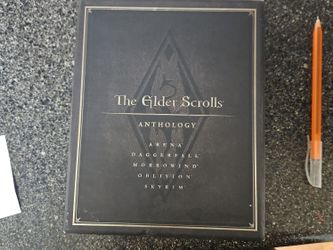 The Elder Scrolls®
ANTHOLOGY
ARENA
DAGGERFALL®
MORROWIND®
OBLIVION®
SKYRIM®